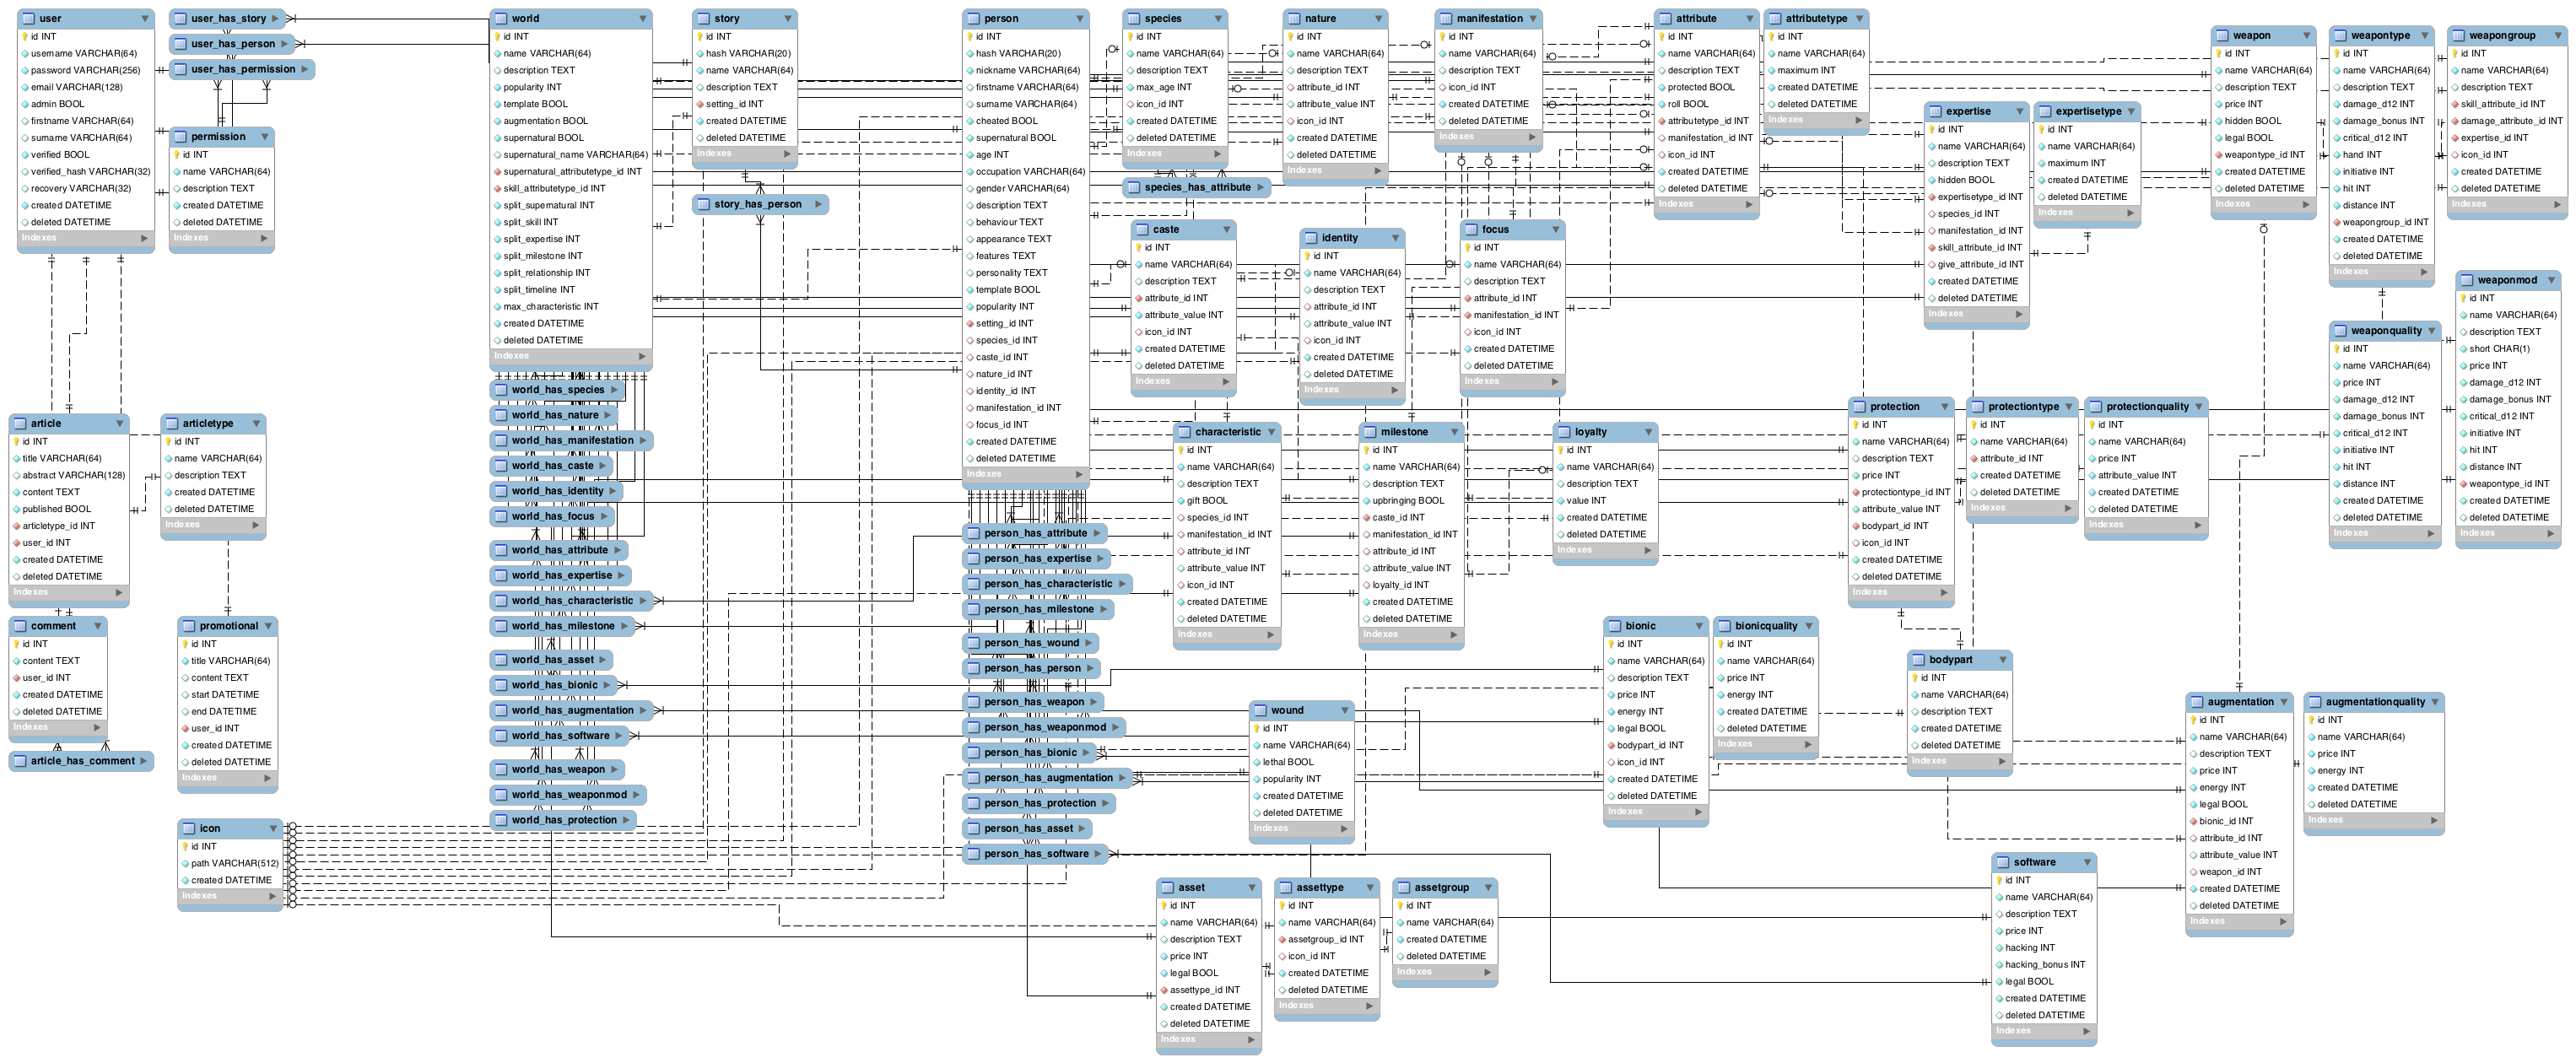 user
id INT
username VARCHAR(64)
password VARCHAR(256)
email VARCHAR(128)
admin BOOL
firstname VARCHAR(64)
surname VARCHAR(64)
verified BOOL
verified_hash VARCHAR(32)
recovery VARCHAR(32)
created DATETIME
deleted DATETIME
Indexes
user_has_story
user_has_person
user_has_permission
permission
id INT
name VARCHAR(64)
description TEXT
created DATETIME
deleted DATETIME
Indexes
world
id INT
name VARCHAR(64)
description TEXT
popularity INT
template BOOL
augmentation BOOL
supernatural BOOL
supernatural_name VARCHAR(64)
supernatural_attributetype_id INT
skill_attributetype_id INT
split_supernatural INT
split_skill INT
split_expertise INT
split_milestone INT
split_relationship INT
split_timeline INT
max_characteristic INT
created DATETIME
deleted DATETIME
Indexes
story
id INT
hash VARCHAR(20)
name VARCHAR(64)
description TEXT
setting_id INT
created DATETIME
deleted DATETIME
Indexes
story_has_person
person
id INT
hash VARCHAR(20)
nickname VARCHAR(64)
firstname VARCHAR(64)
surname VARCHAR(64)
cheated BOOL
supernatural BOOL
age INT
occupation VARCHAR(64)
gender VARCHAR(64)
description TEXT
behaviour TEXT
appearance TEXT
features TEXT
personality TEXT
template BOOL
popularity INT
setting_id INT
species_id INT
caste_id INT
nature_id INT
identity_id INT
manifestation_id INT
focus_id INT
created DATETIME
deleted DATETIME
Indexes
species
id INT
name VARCHAR(64)
description TEXT
max_age INT
icon_id INT
created DATETIME
deleted DATETIME
Indexes
species_has_attribute
nature
id INT
name VARCHAR(64)
description TEXT
attribute_id INT
attribute_value INT
icon_id INT
created DATETIME
deleted DATETIME
Indexes
manifestation
id INT
name VARCHAR(64)
description TEXT
icon_id INT
created DATETIME
deleted DATETIME
Indexes
attribute
id INT
name VARCHAR(64)
description TEXT
protected BOOL
roll BOOL
attributetype_id INT
manifestation_id INT
icon_id INT
created DATETIME
deleted DATETIME
Indexes
attributetype
id INT
name VARCHAR(64)
maximum INT
created DATETIME
deleted DATETIME
Indexes
expertise
id INT
name VARCHAR(64)
description TEXT
hidden BOOL
expertisetype_id INT
species_id INT
manifestation_id INT
skill_attribute_id INT
give_attribute_id INT
created DATETIME
deleted DATETIME
Indexes
expertisetype
id INT
name VARCHAR(64)
maximum INT
created DATETIME
deleted DATETIME
Indexes
weapon
id INT
name VARCHAR(64)
description TEXT
price INT
hidden BOOL
legal BOOL
weapontype_id INT
created DATETIME
deleted DATETIME
Indexes
weapontype
id INT
name VARCHAR(64)
description TEXT
damage_d12 INT
damage_bonus INT
critical_d12 INT
hand INT
initiative INT
hit INT
distance INT
weapongroup_id INT
created DATETIME
deleted DATETIME
Indexes
weapongroup
id INT
name VARCHAR(64)
description TEXT
skill_attribute_id INT
damage_attribute_id INT
expertise_id INT
icon_id INT
created DATETIME
deleted DATETIME
Indexes
caste
id INT
name VARCHAR(64)
description TEXT
attribute_id INT
attribute_value INT
icon_id INT
created DATETIME
deleted DATETIME
Indexes
identity
id INT
name VARCHAR(64)
description TEXT
attribute_id INT
attribute_value INT
icon_id INT
created DATETIME
deleted DATETIME
Indexes
focus
id INT
name VARCHAR(64)
description TEXT
attribute_id INT
manifestation_id INT
icon_id INT
created DATETIME
deleted DATETIME
Indexes
weaponquality
id INT
name VARCHAR(64)
price INT
damage_d12 INT
damage_bonus INT
critical_d12 INT
initiative INT
hit INT
distance INT
created DATETIME
deleted DATETIME
Indexes
weaponmod
id INT
name VARCHAR(64)
description TEXT
short CHAR(1)
price INT
damage_d12 INT
damage_bonus INT
critical_d12 INT
initiative INT
hit INT
distance INT
weapontype_id INT
created DATETIME
deleted DATETIME
Indexes
article
id INT
title VARCHAR(64)
abstract VARCHAR(128)
content TEXT
published BOOL
articletype_id INT
user_id INT
created DATETIME
deleted DATETIME
Indexes
articletype
id INT
name VARCHAR(64)
description TEXT
created DATETIME
deleted DATETIME
Indexes
comment
id INT
content TEXT
user_id INT
created DATETIME
deleted DATETIME
Indexes
article_has_comment
promotional
id INT
title VARCHAR(64)
content TEXT
start DATETIME
end DATETIME
user_id INT
created DATETIME
deleted DATETIME
Indexes
icon
id INT
path VARCHAR(512)
created DATETIME
Indexes
world_has_species
world_has_nature
world_has_manifestation
world_has_caste
world_has_identity
world_has_focus
world_has_attribute
world_has_expertise
world_has_characteristic
world_has_milestone
world_has_asset
world_has_bionic
world_has_augmentation
world_has_software
world_has_weapon
world_has_weaponmod
world_has_protection
person_has_attribute
person_has_expertise
person_has_characteristic
person_has_milestone
person_has_wound
person_has_person
person_has_weapon
person_has_weaponmod
person_has_bionic
person_has_augmentation
person_has_protection
person_has_asset
person_has_software
characteristic
id INT
name VARCHAR(64)
description TEXT
gift BOOL
species_id INT
manifestation_id INT
attribute_id INT
attribute_value INT
icon_id INT
created DATETIME
deleted DATETIME
Indexes
milestone
id INT
name VARCHAR(64)
description TEXT
upbringing BOOL
caste_id INT
manifestation_id INT
attribute_id INT
attribute_value INT
loyalty_id INT
created DATETIME
deleted DATETIME
Indexes
loyalty
id INT
name VARCHAR(64)
description TEXT
value INT
created DATETIME
deleted DATETIME
Indexes
protection
id INT
name VARCHAR(64)
description TEXT
price INT
protectiontype_id INT
attribute_value INT
bodypart_id INT
icon_id INT
created DATETIME
deleted DATETIME
Indexes
protectiontype
id INT
name VARCHAR(64)
attribute_id INT
created DATETIME
deleted DATETIME
Indexes
protectionquality
id INT
name VARCHAR(64)
price INT
attribute_value INT
created DATETIME
deleted DATETIME
Indexes
wound
id INT
name VARCHAR(64)
lethal BOOL
popularity INT
created DATETIME
deleted DATETIME
Indexes
bionic
id INT
name VARCHAR(64)
description TEXT
price INT
energy INT
legal BOOL
bodypart_id INT
icon_id INT
created DATETIME
deleted DATETIME
Indexes
bionicquality
id INT
name VARCHAR(64)
price INT
energy INT
created DATETIME
deleted DATETIME
Indexes
bodypart
id INT
name VARCHAR(64)
description TEXT
created DATETIME
deleted DATETIME
Indexes
augmentation
id INT
name VARCHAR(64)
description TEXT
price INT
energy INT
legal BOOL
bionic_id INT
attribute_id INT
attribute_value INT
weapon_id INT
created DATETIME
deleted DATETIME
Indexes
augmentationquality
id INT
name VARCHAR(64)
price INT
energy INT
created DATETIME
deleted DATETIME
Indexes
asset
id INT
name VARCHAR(64)
description TEXT
price INT
legal BOOL
assettype_id INT
created DATETIME
deleted DATETIME
Indexes
assettype
id INT
name VARCHAR(64)
assetgroup_id INT
icon_id INT
created DATETIME
deleted DATETIME
Indexes
assetgroup
id INT
name VARCHAR(64)
created DATETIME
deleted DATETIME
Indexes
software
id INT
name VARCHAR(64)
description TEXT
price INT
hacking INT
hacking_bonus INT
legal BOOL
created DATETIME
deleted DATETIME
Indexes